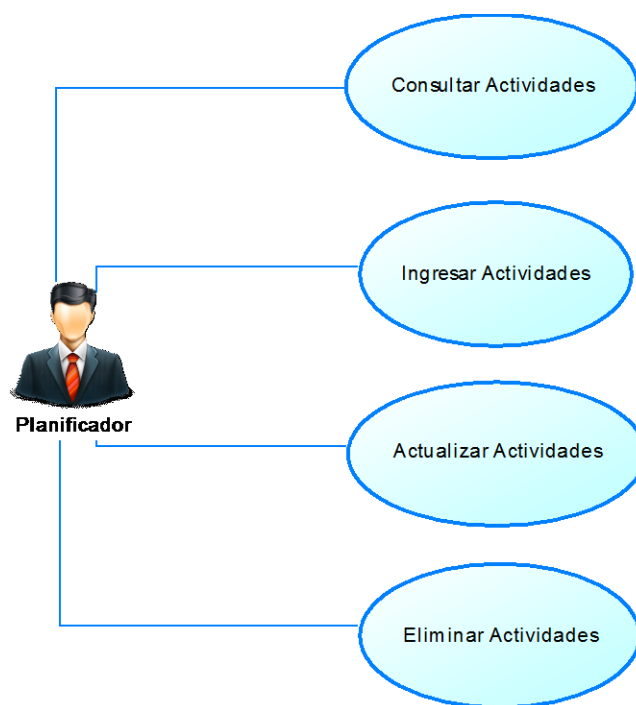 Consultar Actividades
Ingresar Actividades
Planificador
Actualizar Actividades
Eliminar Actividades